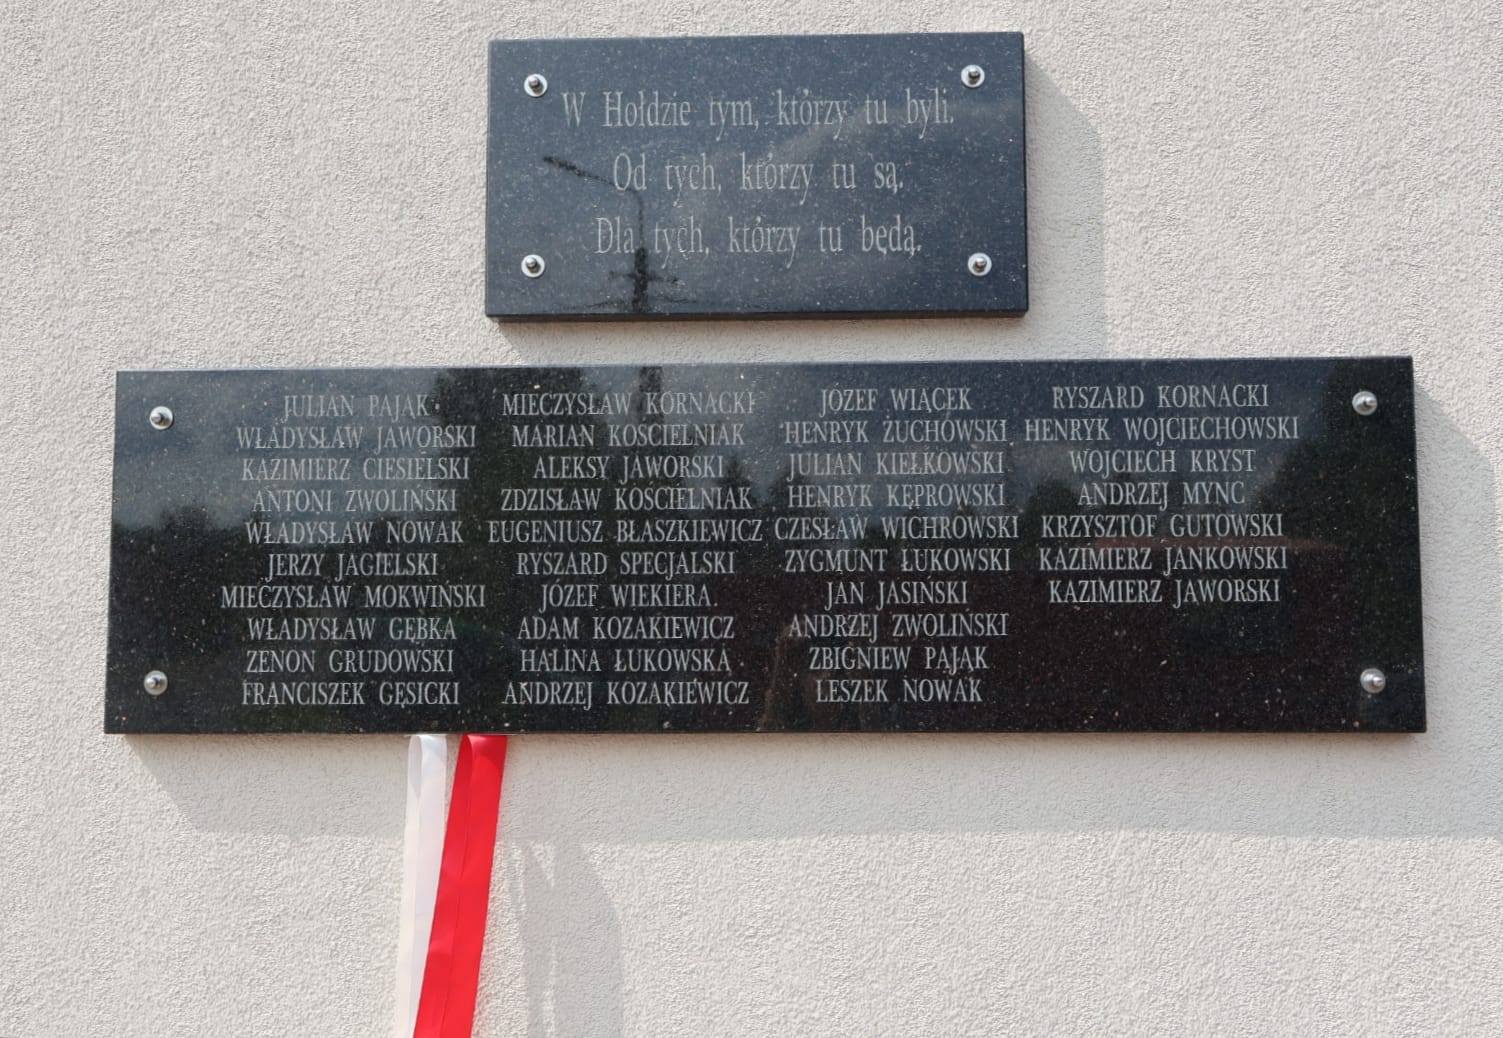 W Hołdzie tym, którzy tu byli.
Od tych, którzy tu są.
Dla tych, którzy tu będą.
JULIAN PAJĄK
WŁADYSŁAW JAWORSKI
KAZIMIERZ CIESIELSKI
ANTONI ZWOLIŃSKI
WŁADYSŁAW NOWAK
JERZY JAGIELSKI
MIECZYSŁAW MOKWIŃSKI
WŁADYSŁAW GĘBKA
ZENON GRUDOWSKI
FRANCISZEK GĘSICKI
MIECZYSŁAW KORNACKI
MARIAN KOŚCIELNIAK
ALEKSY JAWORSKI
ZDZISŁAW KOŚCIELNIAK
EUGENIUSZ BŁASZKIEWICZ
RYSZARD SPECJALSKI
JÓZEF WIEKIERA
ADAM KOZAKIEWICZ
HALINA ŁUKOWSKA
ANDRZEJ KOZAKIEWICZ
JÓZEF WIĄCEK
HENRYK ŻUCHOWSKI
JULIAN KIEŁKOWSKI
HENRYK KĘPROWSKI
CZESŁAW WICHROWSKI
ZYGMUNT ŁUKOWSKI
JAN JASIŃSKI
ANDRZEJ ZWOLIŃSKI
ZBIGNIEW PAJĄK
LESZEK NOWAK
RYSZARD KORNACKI
HENRYK WOJCIECHOWSKI
WOJCIECH KRYST
ANDRZEJ MYNC
KRZYSZTOF GUTOWSKI
KAZIMIERZ JANKOWSKI
KAZIMIERZ JAWORSKI